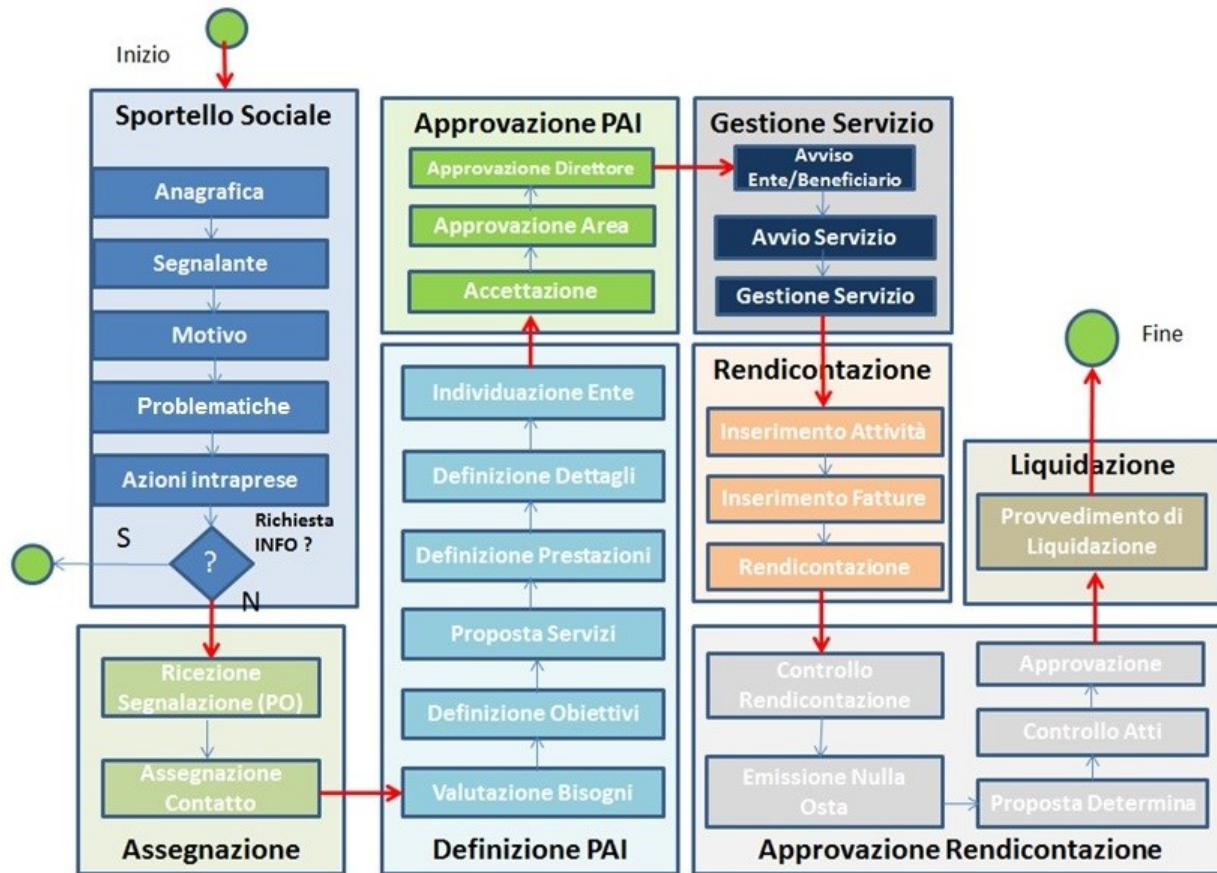 Inizio
Sportello Sociale
Anagrafica
Segnalante
Motivo
Problematiche
Azioni intraprese
Richiesta
INFO ?
S
?
N
Ricezione
Segnalazione (PO)
Assegnazione
Contatto
Assegnazione
Approvazione PAI
Approvazione Direttore
Approvazione Area
Accettazione
Individuazione Ente
Definizione Dettagli
Definizione Prestazioni
Proposta Servizi
Definizione Obiettivi
Valutazione Bisogni
Definizione PAI
Gestione Servizio
Avviso
Ente/Beneficiario
Avvio Servizio
Gestione Servizio
Rendicontazione
Inserimento Attività
Inserimento Fatture
Rendicontazione
Controllo
Rendicontazione
Emissione Nulla
Osta
Approvazione
Controllo Atti
Proposta Determina
Approvazione Rendicontazione
Liquidazione
Provvedimento di
Liquidazione
Fine